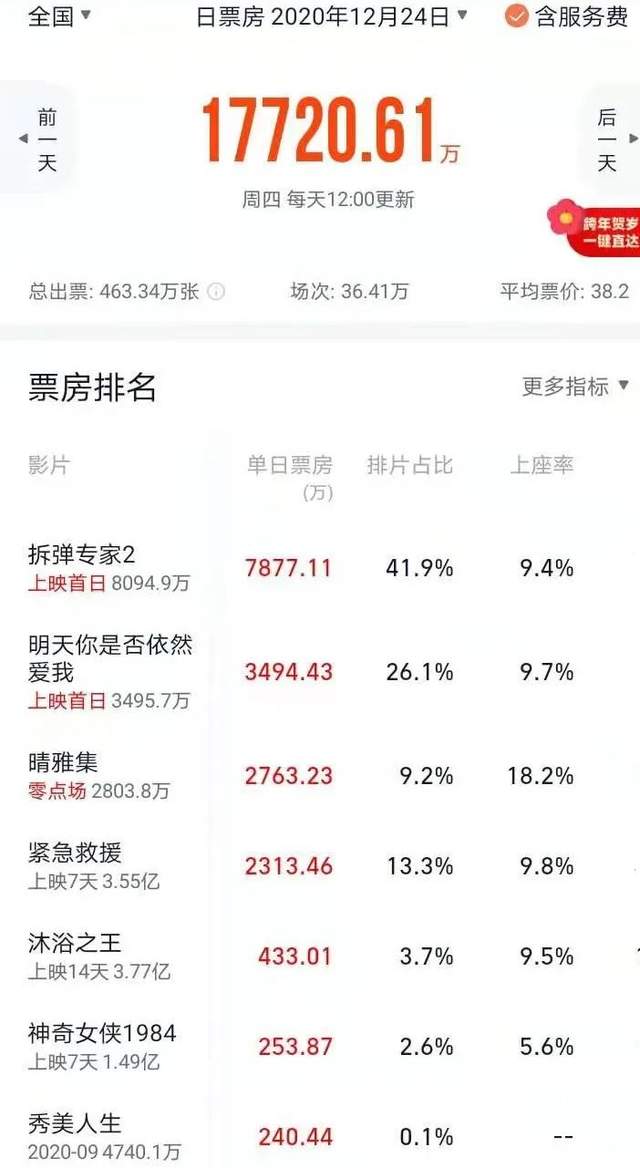 全国 日票房 2020年12月24日 含服务费
前一天
17720.61万
后一天
周四 每天12:00更新
跨年贺岁
一键直达
总出票: 463.34万张 场次: 36.41万 平均票价: 38.2
票房排名 更多指标
影片 单日票房 排片占比 上座率
(万)
拆弹专家2
上映首日 8094.9万 7877.11 41.9% 9.4%
明天你是否依然
爱我
上映首日 3495.7万 3494.43 26.1% 9.7%
晴雅集
零点场 2803.8万 2763.23 9.2% 18.2%
紧急救援
上映7天 3.55亿 2313.46 13.3% 9.8%
沐浴之王
上映14天 3.77亿 433.01 3.7% 9.5%
神奇女侠1984
上映7天 1.49亿 253.87 2.6% 5.6%
秀美人生
2020-09 4740.1万 240.44 0.1% --